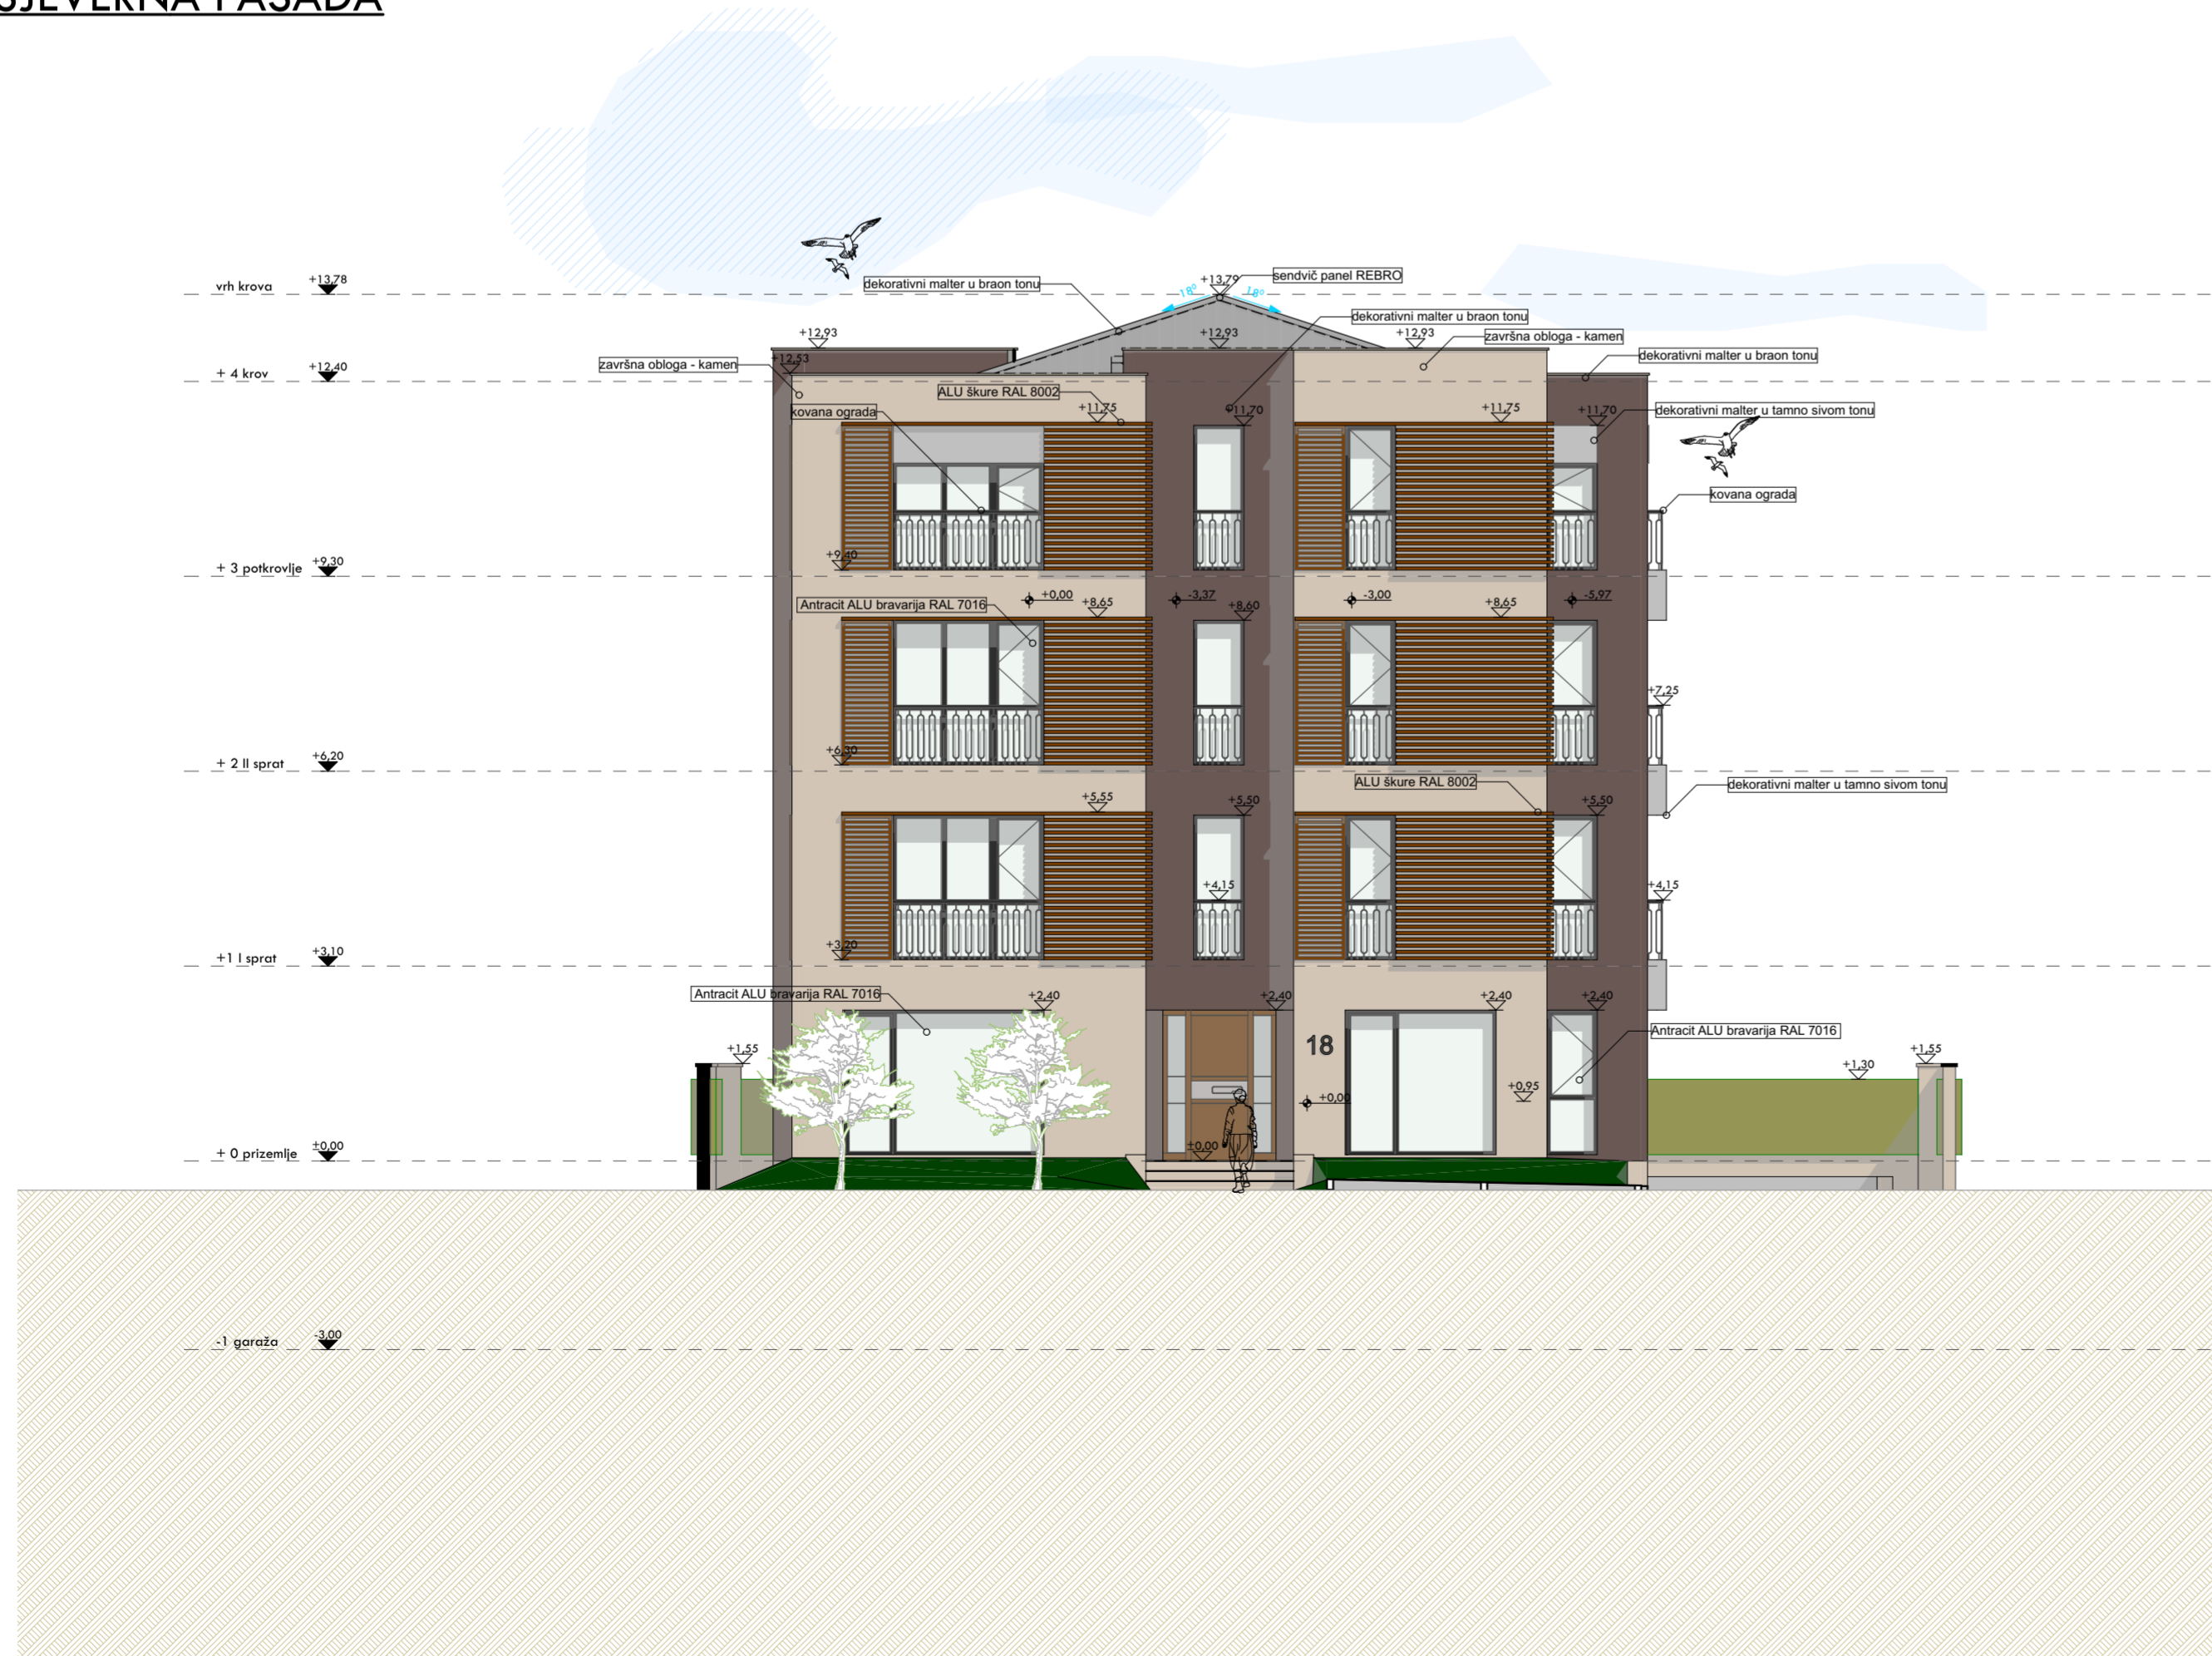 SJEVERNA FASADA
vrh krova +13,78
+13,79
sendvič panel REBRO
dekorativni malter u braon tonu
18°
18°
dekorativni malter u braon tonu
+12,93
+12,93
+12,93
završna obloga - kamen
dekorativni malter u braon tonu
završna obloga - kamen
+12,53
+ 4 krov +12,40
ALU škure RAL 8002
kovana ograda
+11,75
+11,70
+11,75
+11,70
dekorativni malter u tamno sivom tonu
kovana ograda
+9,40
+ 3 potkrovlje +9,30
Antracit ALU bravarija RAL 7016
+0,00
-3,37
-3,00
-5,97
+8,65
+8,60
+8,65
+7,25
+6,30
+ 2 II sprat +6,20
ALU škure RAL 8002
dekorativni malter u tamno sivom tonu
+5,55
+5,50
+5,50
+4,15
+4,15
+3,20
+1 I sprat +3,10
Antracit ALU bravarija RAL 7016
+2,40
+2,40
+2,40
+2,40
Antracit ALU bravarija RAL 7016
18
+1,55
+1,55
+1,30
+0,95
+0,00
+ 0 prizemlje ±0,00
±0,00
-1 garaža -3,00